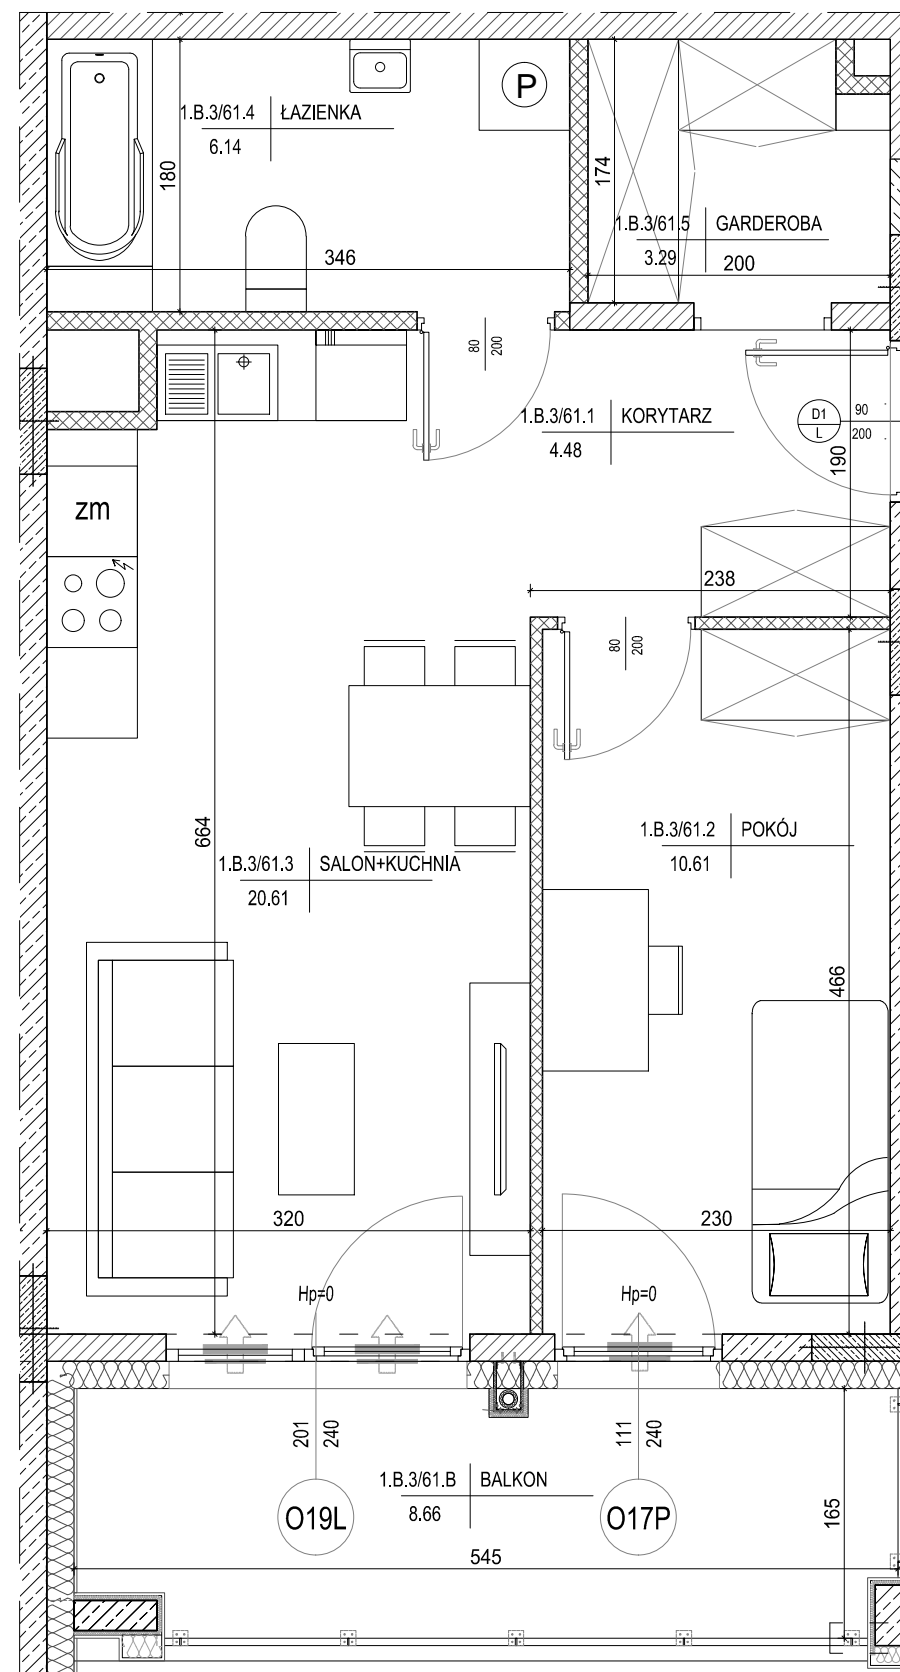 1.B.3/61.4 ŁAZIENKA
6.14
P
180
346
174
1.B.3/61.5 GARDEROBA
3.29
200
80
200
1.B.3/61.1 KORYTARZ
4.48
D1
L
90
200
190
zm
238
80
200
664
1.B.3/61.3 SALON+KUCHNIA
20.61
1.B.3/61.2 POKÓJ
10.61
466
320
230
Hp=0
Hp=0
201
240
111
240
O19L
O17P
1.B.3/61.B BALKON
8.66
165
545